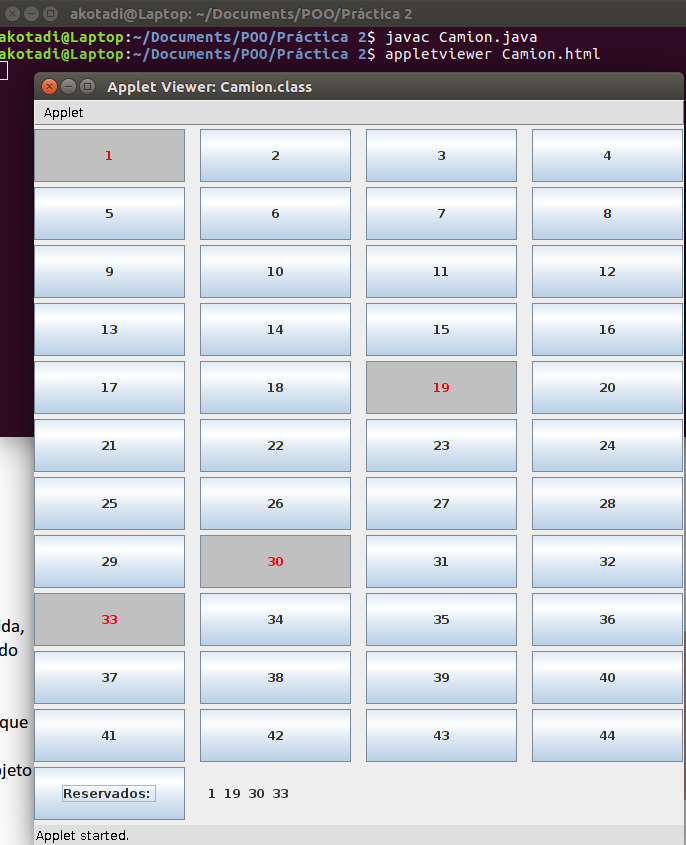 akotadi@Laptop: ~/Documents/POO/Práctica 2
akotadi@Laptop:~/Documents/POO/Práctica 2$ javac Camion.java
akotadi@Laptop:~/Documents/POO/Práctica 2$ appletviewer Camion.html
Applet Viewer: Camion.class
Applet
1 2 3 4
5 6 7 8
9 10 11 12
13 14 15 16
17 18 19 20
21 22 23 24
25 26 27 28
29 30 31 32
33 34 35 36
ida,
do
37 38 39 40
que
41 42 43 44
jeto
Reservados: 1 19 30 33
Applet started.